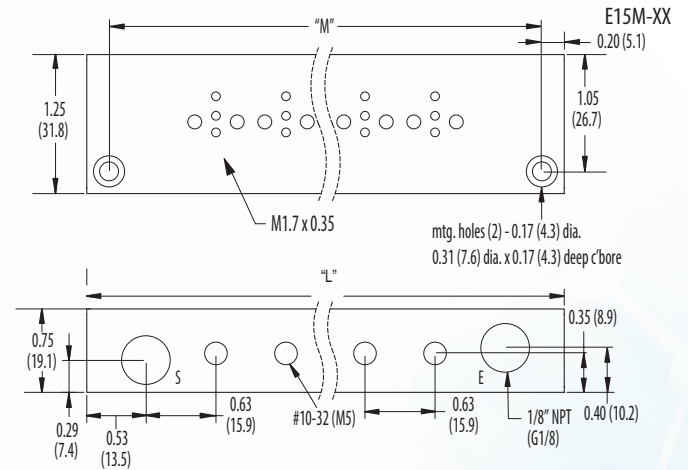 E15M-XX
"M"
0.20 (5.1)
1.25
(31.8)
1.05
(26.7)
M1.7 x 0.35
mtg. holes (2) - 0.17 (4.3) dia.
0.31 (7.6) dia. x 0.17 (4.3) deep c'bore
"L"
0.75
(19.1)
0.35 (8.9)
S
E
0.29
(7.4)
0.53
(13.5)
0.63
(15.9)
#10-32 (M5)
0.63
(15.9)
1/8" NPT
(G1/8)
0.40 (10.2)